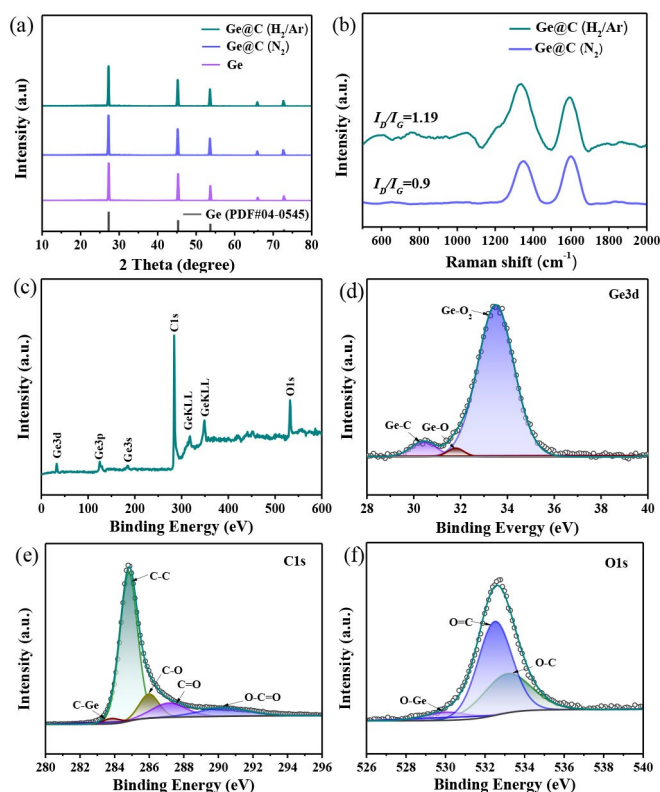 (a)
Ge@C (H₂/Ar)
Ge@C (N₂)
Ge
Ge (PDF#04-0545)
Intensity (a.u)
10 20 30 40 50 60 70 80
2 Theta (degree)
(b)
Ge@C (H₂/Ar)
Ge@C (N₂)
I_D/I_G=1.19
I_D/I_G=0.9
Intensity (a.u.)
600 800 1000 1200 1400 1600 1800 2000
Raman shift (cm⁻¹)
(c)
Ge3d
Ge3p
Ge3s
C1s
GeKLL
GeKLL
O1s
Intensity (a.u.)
0 100 200 300 400 500 600
Binding Energy (eV)
(d)
Ge3d
Ge-O₂
Ge-C
Ge-O
Intensity (a.u.)
28 30 32 34 36 38 40
Binding Evergy (eV)
(e)
C1s
C-C
C-O
C=O
C-Ge
O-C=O
Intensity (a.u.)
280 282 284 286 288 290 292 294 296
Binding Energy (eV)
(f)
O1s
O=C
O-C
O-Ge
Intensity (a.u.)
526 528 530 532 534 536 538 540
Binding Energy (eV)